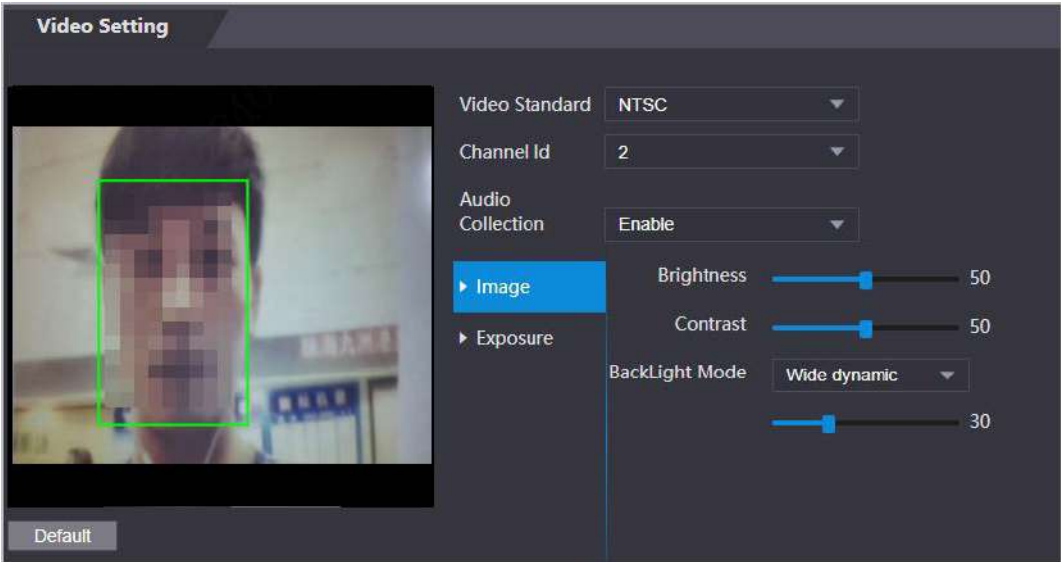 Video Setting
Video Standard NTSC
Channel Id 2
Audio
Collection Enable
Image
Brightness 50
Contrast 50
Exposure
BackLight Mode Wide dynamic
30
Default